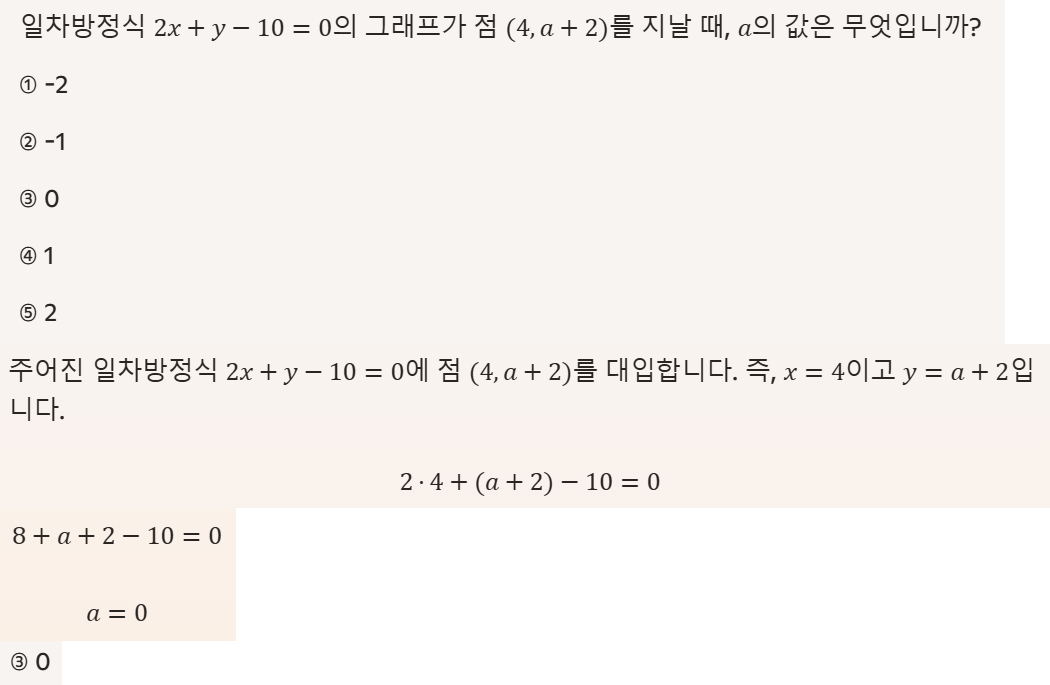 일차방정식 2x + y − 10 = 0의 그래프가 점 (4, a + 2)를 지날 때, a의 값은 무엇입니까?
① -2
② -1
③ 0
④ 1
⑤ 2
주어진 일차방정식 2x + y − 10 = 0에 점 (4, a + 2)를 대입합니다. 즉, x = 4이고 y = a + 2입
니다.
2 · 4 + (a + 2) − 10 = 0
8 + a + 2 − 10 = 0
a = 0
③ 0